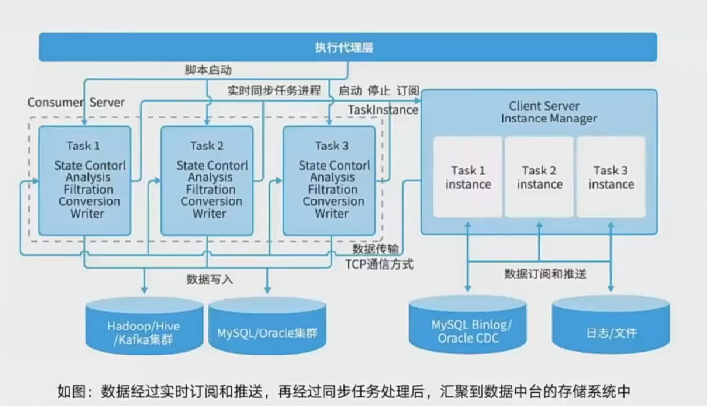 执行代理层
脚本启动
实时同步任务进程
启动 停止 订阅
Consumer Server
TaskInstance
Task 1
State Contorl
Analysis
Filtration
Conversion
Writer
Task 2
State Contorl
Analysis
Filtration
Conversion
Writer
Task 3
State Contorl
Analysis
Filtration
Conversion
Writer
Client Server
Instance Manager
Task 1
instance
Task 2
instance
Task 3
instance
数据传输
TCP通信方式
数据写入
数据订阅和推送
Hadoop/Hive
/Kafka集群
MySQL/Oracle集群
MySQL Binlog/
Oracle CDC
日志/文件
如图：数据经过实时订阅和推送，再经过同步任务处理后，汇聚到数据中台的存储系统中